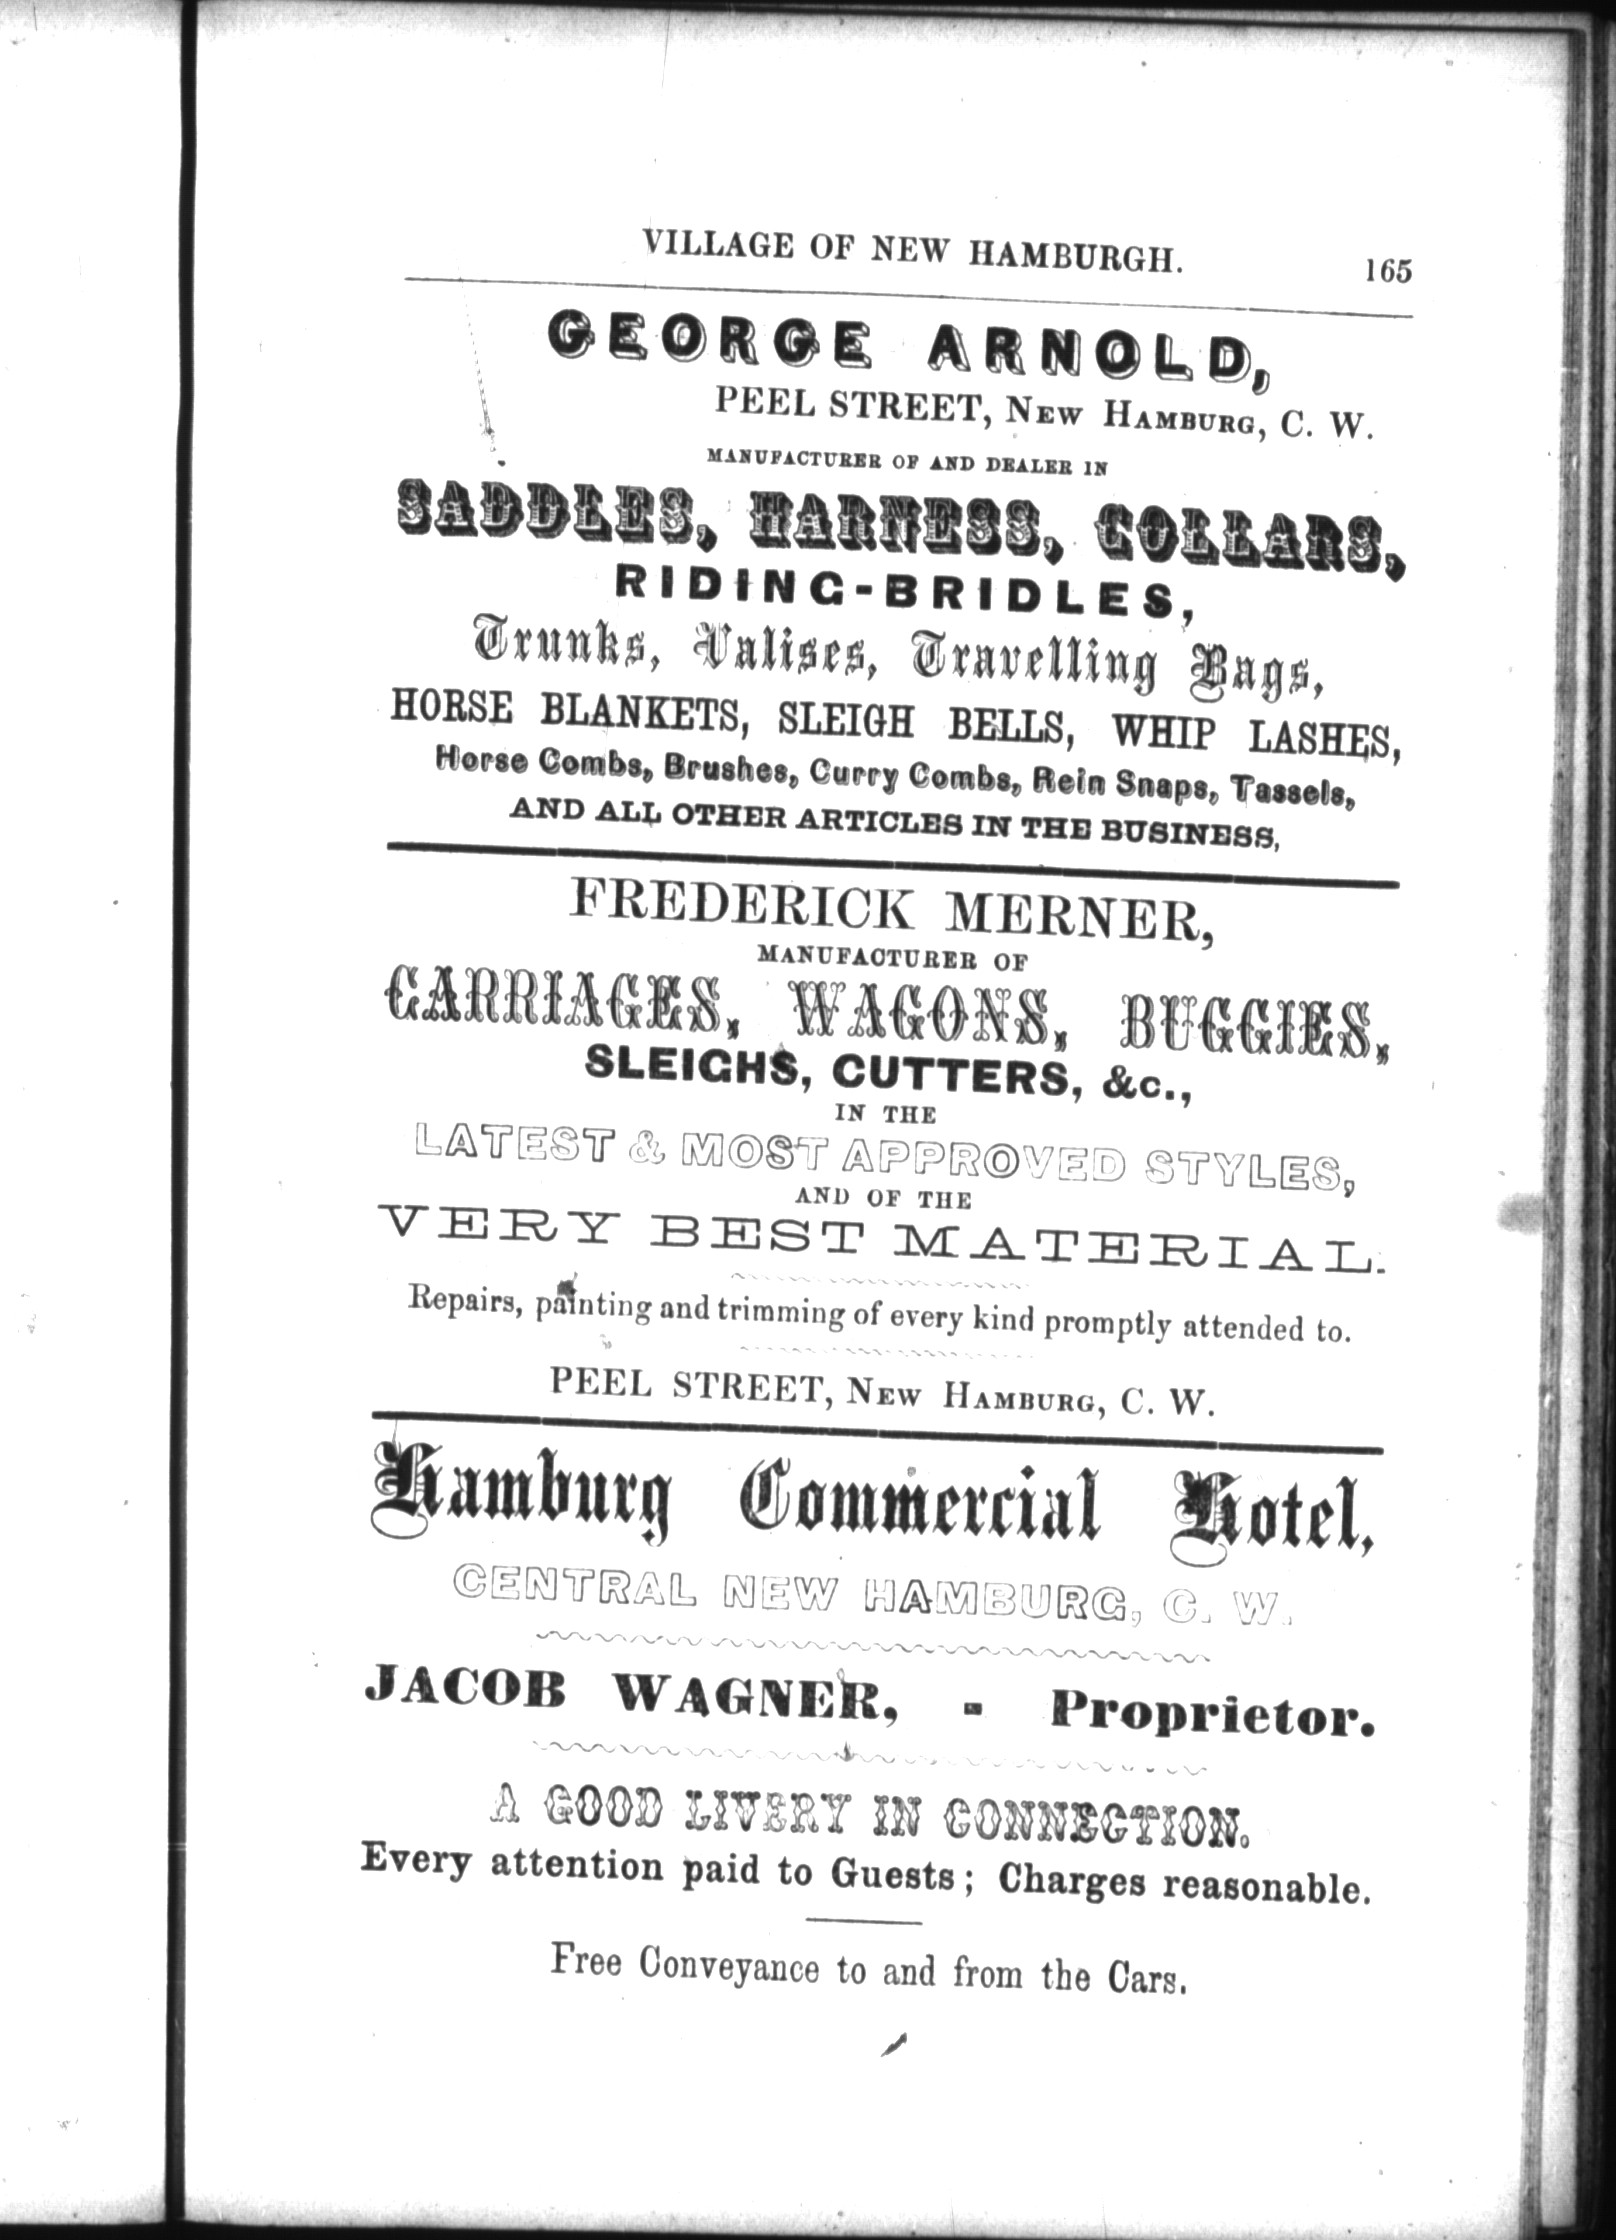 VILLAGE OF NEW HAMBURGH. 165
GEORGE ARNOLD,
PEEL STREET, NEW HAMBURG, C. W.
MANUFACTURER OF AND DEALER IN
SADDLES, HARNESS, COLLARS,
RIDING-BRIDLES,
Trunks, Valises, Travelling Bags,
HORSE BLANKETS, SLEIGH BELLS, WHIP LASHES,
Horse Combs, Brushes, Curry Combs, Rein Snaps, Tassels,
AND ALL OTHER ARTICLES IN THE BUSINESS,
FREDERICK MERNER,
MANUFACTURER OF
CARRIAGES, WAGONS, BUGGIES,
SLEIGHS, CUTTERS, &c.,
IN THE
LATEST & MOST APPROVED STYLES,
AND OF THE
VERY BEST MATERIAL.
Repairs, painting and trimming of every kind promptly attended to.
PEEL STREET, NEW HAMBURG, C. W.
Hamburg Commercial Hotel,
CENTRAL NEW HAMBURG, C. W.
JACOB WAGNER, - Proprietor.
A GOOD LIVERY IN CONNECTION.
Every attention paid to Guests; Charges reasonable.
Free Conveyance to and from the Cars.